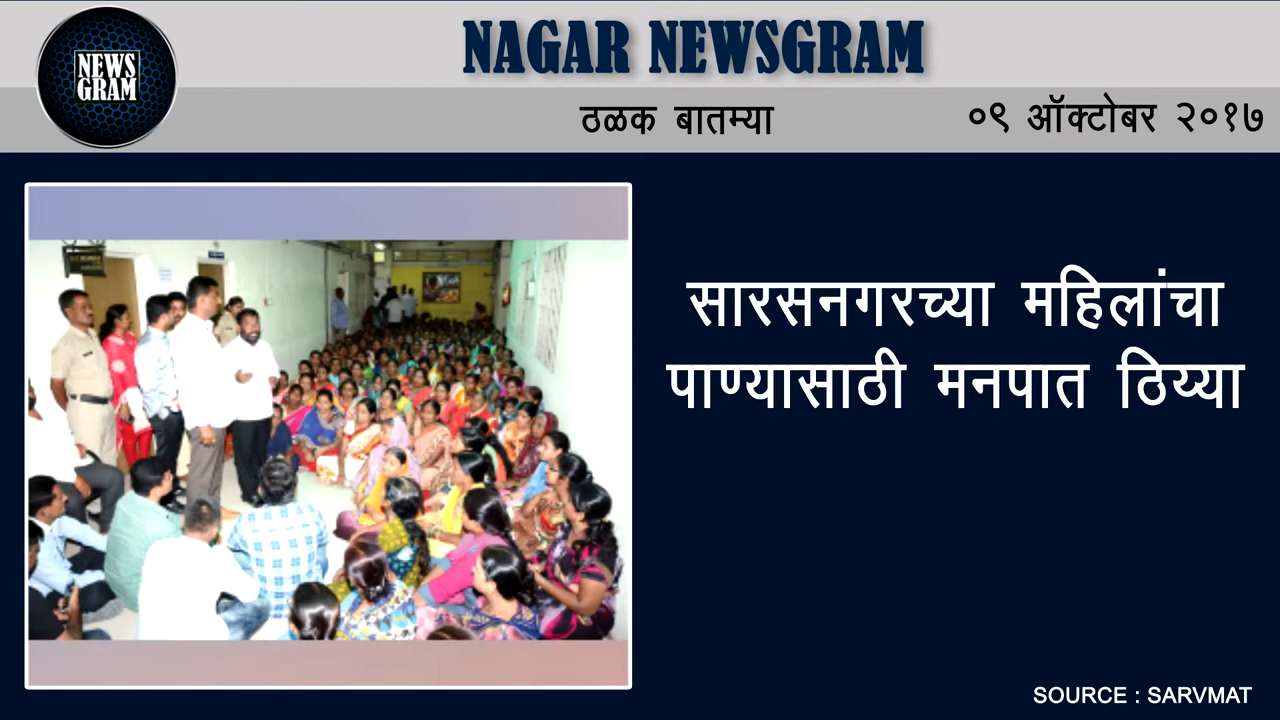 NEWS
GRAM
NAGAR NEWSGRAM
ठळक बातम्या
०९ ऑक्टोबर २०१७
सारसनगरच्या महिलांचा
पाण्यासाठी मनपात ठिय्या
SOURCE : SARVMAT